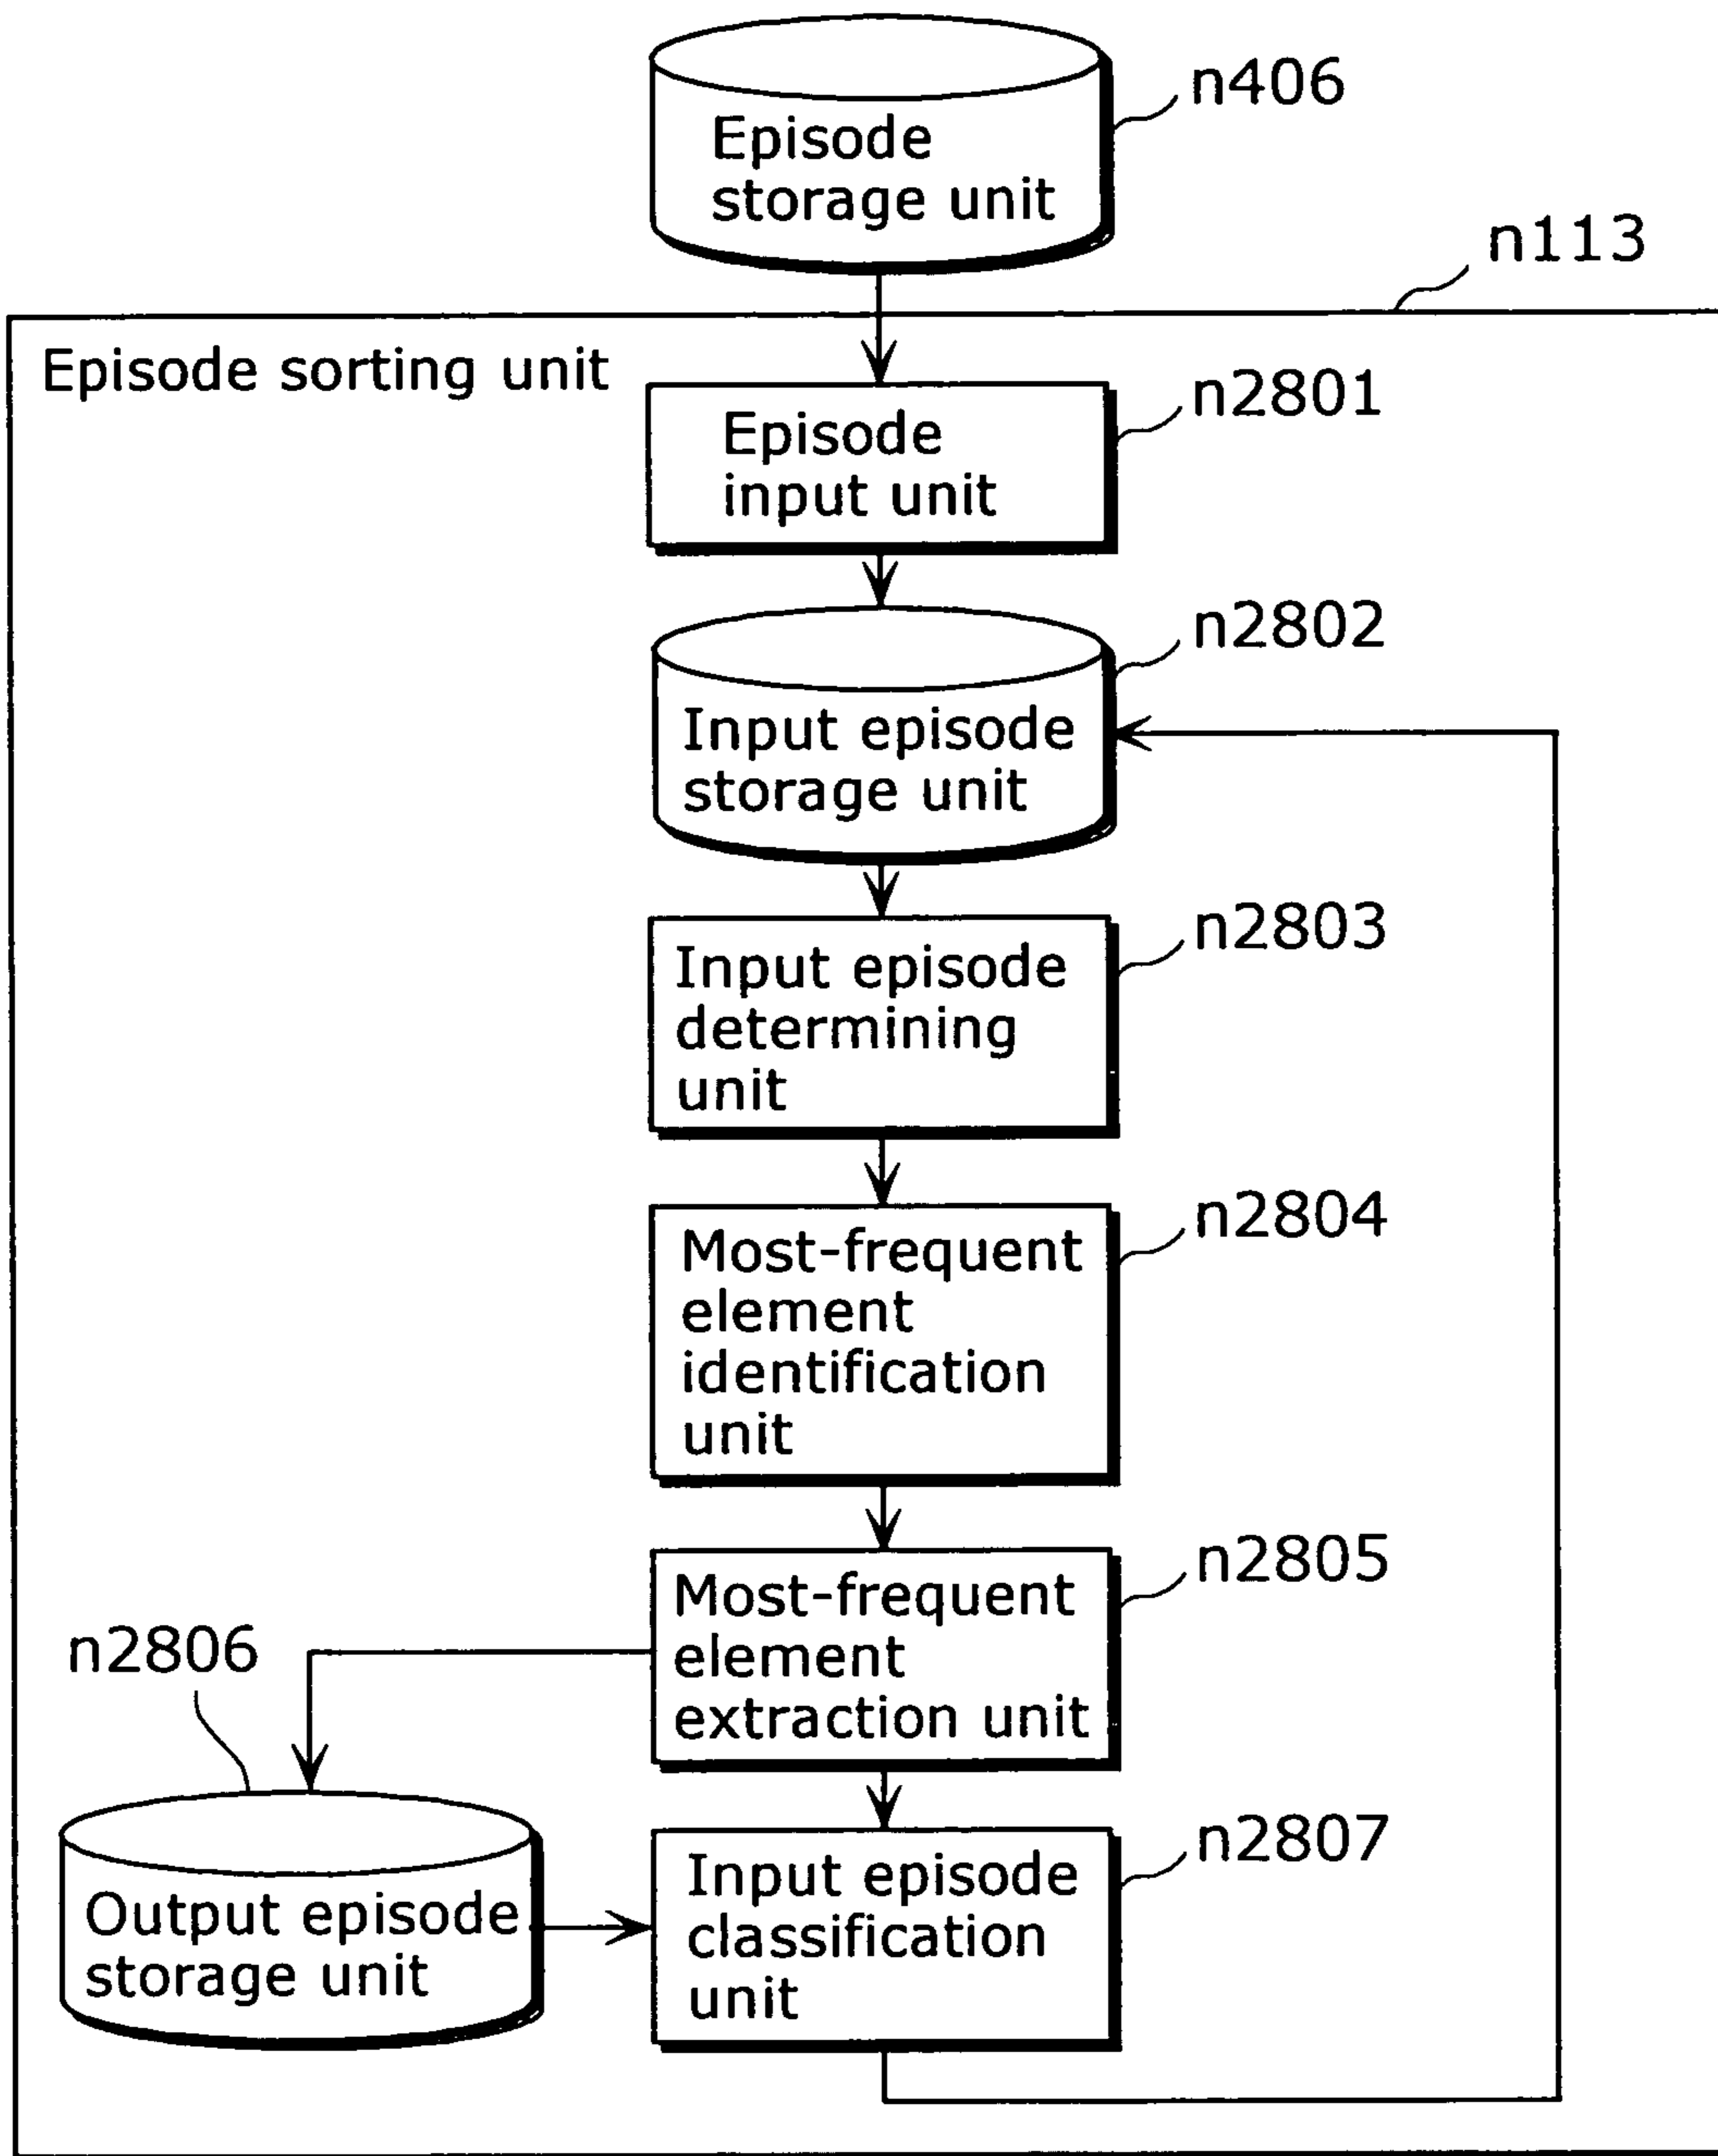 n406
Episode
storage unit
n113
Episode sorting unit
n2801
Episode
input unit
n2802
Input episode
storage unit
n2803
Input episode
determining
unit
n2804
Most-frequent
element
identification
unit
n2805
Most-frequent
element
extraction unit
n2806
Output episode
storage unit
n2807
Input episode
classification
unit